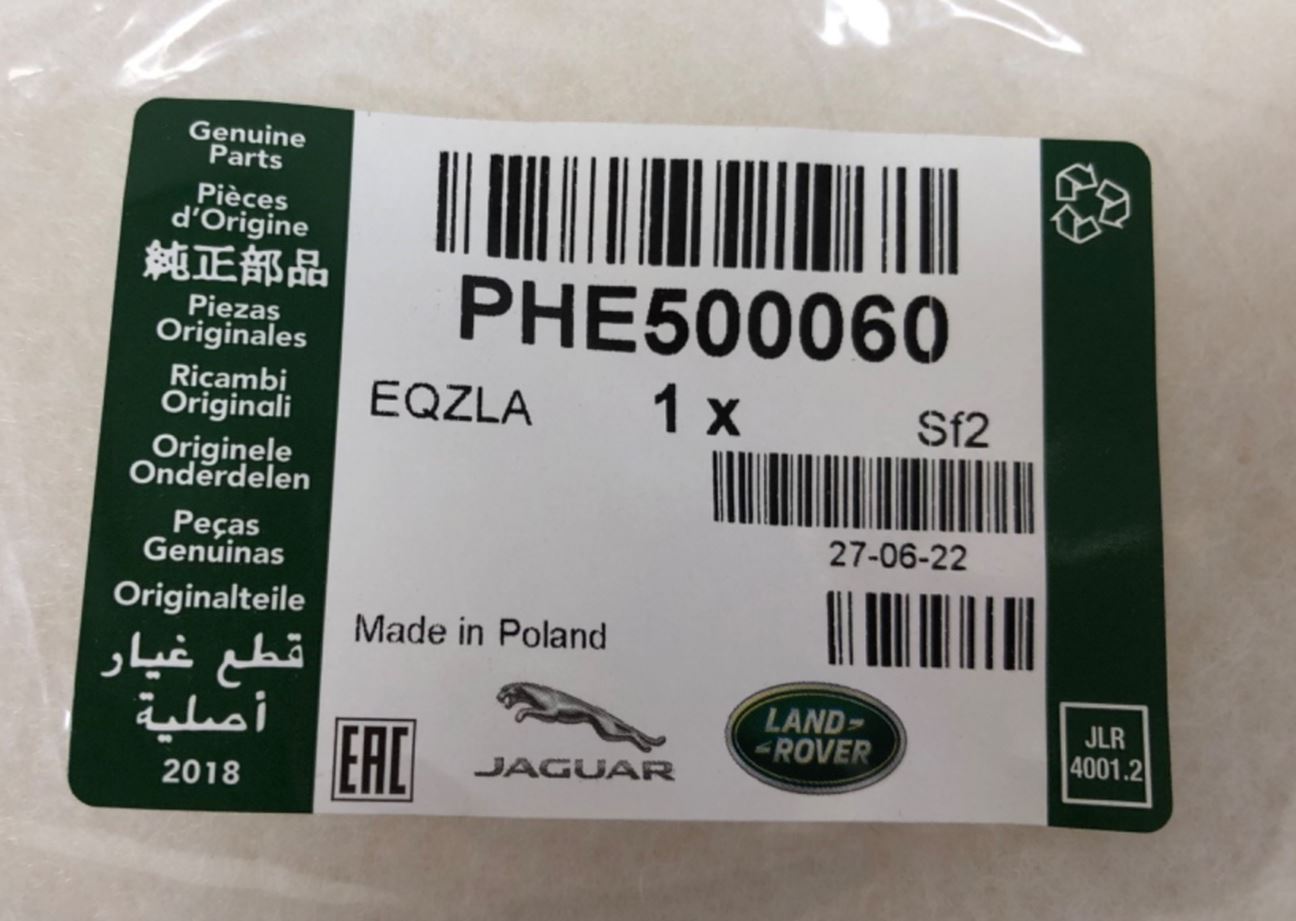 Genuine
Parts
Pièces
d'Origine
純正部品
Piezas
Originales
Ricambi
Originali
Originele
Onderdelen
Peças
Genuinas
Originalteile
قطع غيار
أصلية
2018
PHE500060
EQZLA 1 x Sf2
27-06-22
Made in Poland
EAC
JAGUAR
LAND-
-ROVER
JLR
4001.2